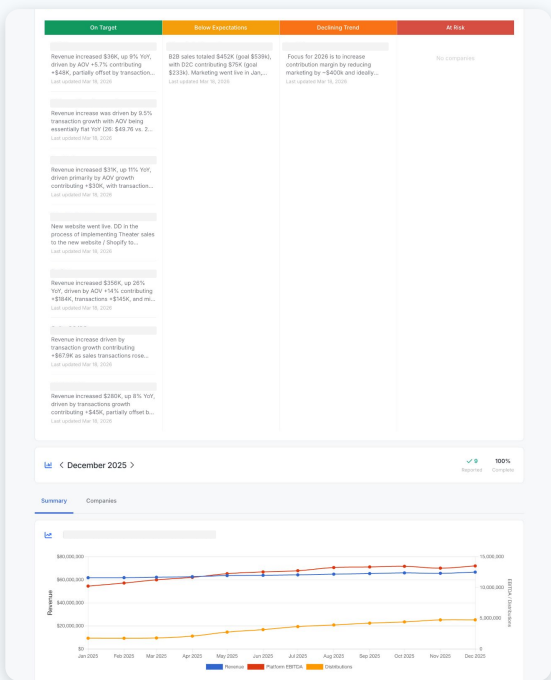 On Target
Below Expectations
Declining Trend
At Risk
Revenue increased $36K, up 9% YoY,
driven by AOV +5.7% contributing
+$48K, partially offset by transaction...
Last updated Mar 19, 2026
Revenue increase was driven by 9.5%
transaction growth with AOV being
essentially flat YoY (26: $49.76 vs. 2...
Last updated Mar 19, 2026
Revenue increased $31K, up 11% YoY,
driven primarily by AOV growth
contributing +$30K, with transaction...
Last updated Mar 19, 2026
New website went live. DD in the
process of implementing Theater sales
to the new website / Shopify to...
Last updated Mar 19, 2026
Revenue increased $356K, up 26%
YoY, driven by AOV +14% contributing
+$184K, transactions +$145K, and mi...
Last updated Mar 19, 2026
Revenue increase driven by
transaction growth contributing
+$67.9K as sales transactions rose...
Last updated Mar 19, 2026
Revenue increased $280K, up 8% YoY,
driven by transactions growth
contributing +$45K, partially offset b...
Last updated Mar 19, 2026
B2B sales totaled $452K (goal $539k),
with D2C contributing $75K (goal
$233k). Marketing went live in Jan,...
Last updated Mar 16, 2026
Focus for 2026 is to increase
contribution margin by reducing
marketing by ~$400k and ideally...
Last updated Mar 16, 2026
No companies
< December 2025 >
9
Reported
100%
Complete
Summary
Companies
$80,000,000
$60,000,000
$40,000,000
$20,000,000
$0
Revenue
15,000,000
10,000,000
5,000,000
0
EBITDA / Distributions
Jan 2025
Feb 2025
Mar 2025
Apr 2025
May 2025
Jun 2025
Jul 2025
Aug 2025
Sep 2025
Oct 2025
Nov 2025
Dec 2025
Revenue
Platform EBITDA
Distributions